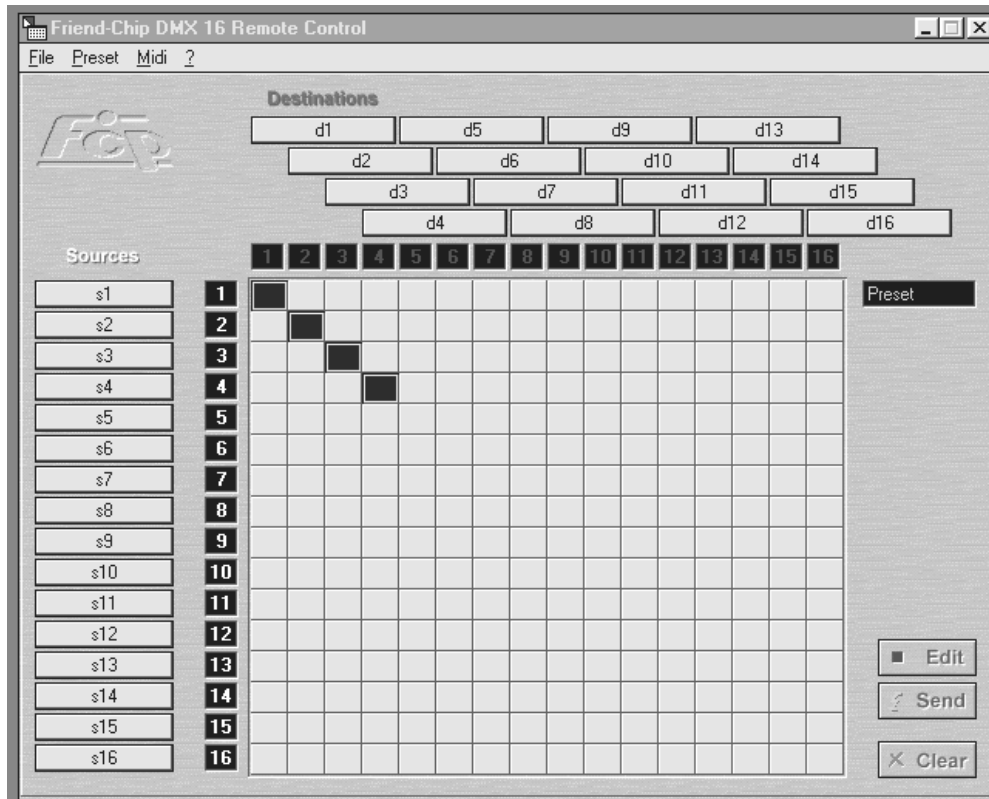 Friend-Chip DMX 16 Remote Control
File Preset Midi ?
Destinations
d1 d5 d9 d13
d2 d6 d10 d14
d3 d7 d11 d15
d4 d8 d12 d16
Sources 1 2 3 4 5 6 7 8 9 10 11 12 13 14 15 16
s1 1 Preset
s2 2
s3 3
s4 4
s5 5
s6 6
s7 7
s8 8
s9 9
s10 10
s11 11
s12 12
s13 13 Edit
s14 14 Send
s15 15
s16 16 Clear